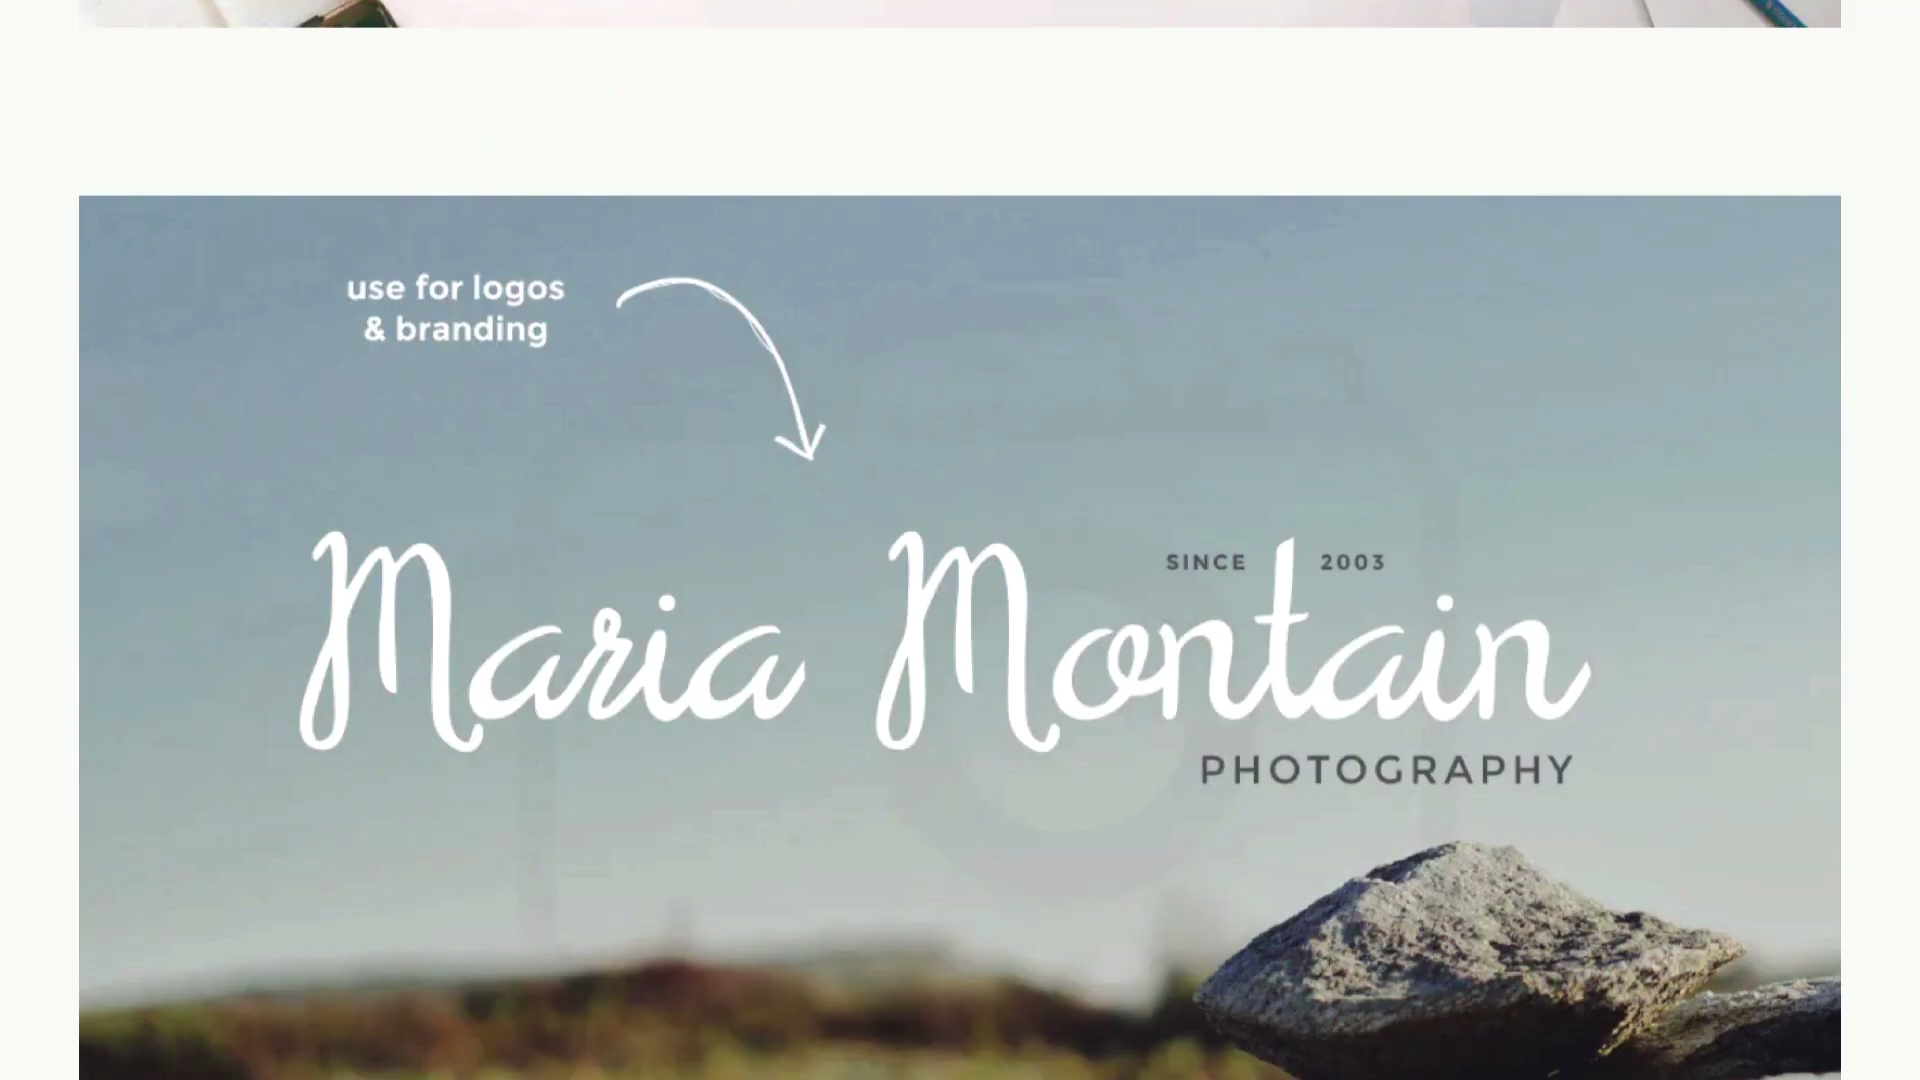 use for logos
& branding
SINCE 2003
Maria Montain
PHOTOGRAPHY